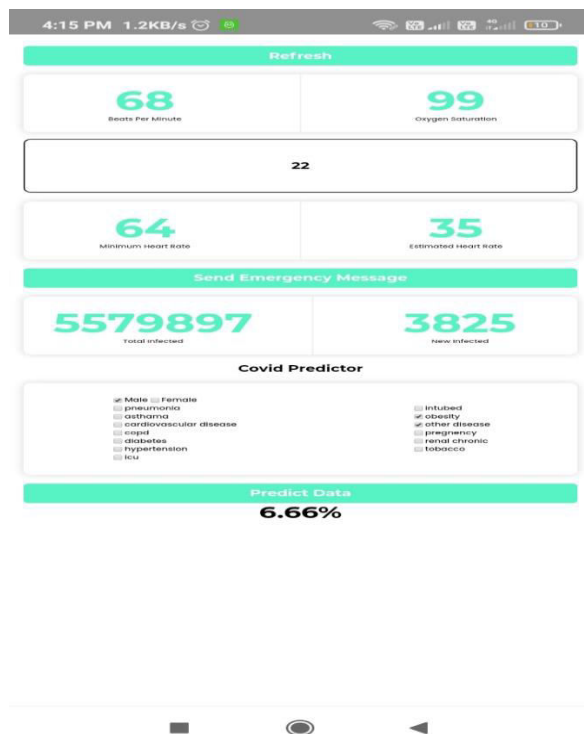 4:15 PM 1.2KB/s
10
Refresh
68 99
Beats Per Minute Oxygen Saturation
22
64 35
Minimum Heart Rate Estimated Heart Rate
Send Emergency Message
5579897 3825
Total Infected New Infected
Covid Predictor
Male Female
pneumonia intubed
asthama obesity
cardiovascular disease other disease
copd pregnency
diabetes renal chronic
hypertension tobacco
icu
Predict Data
6.66%